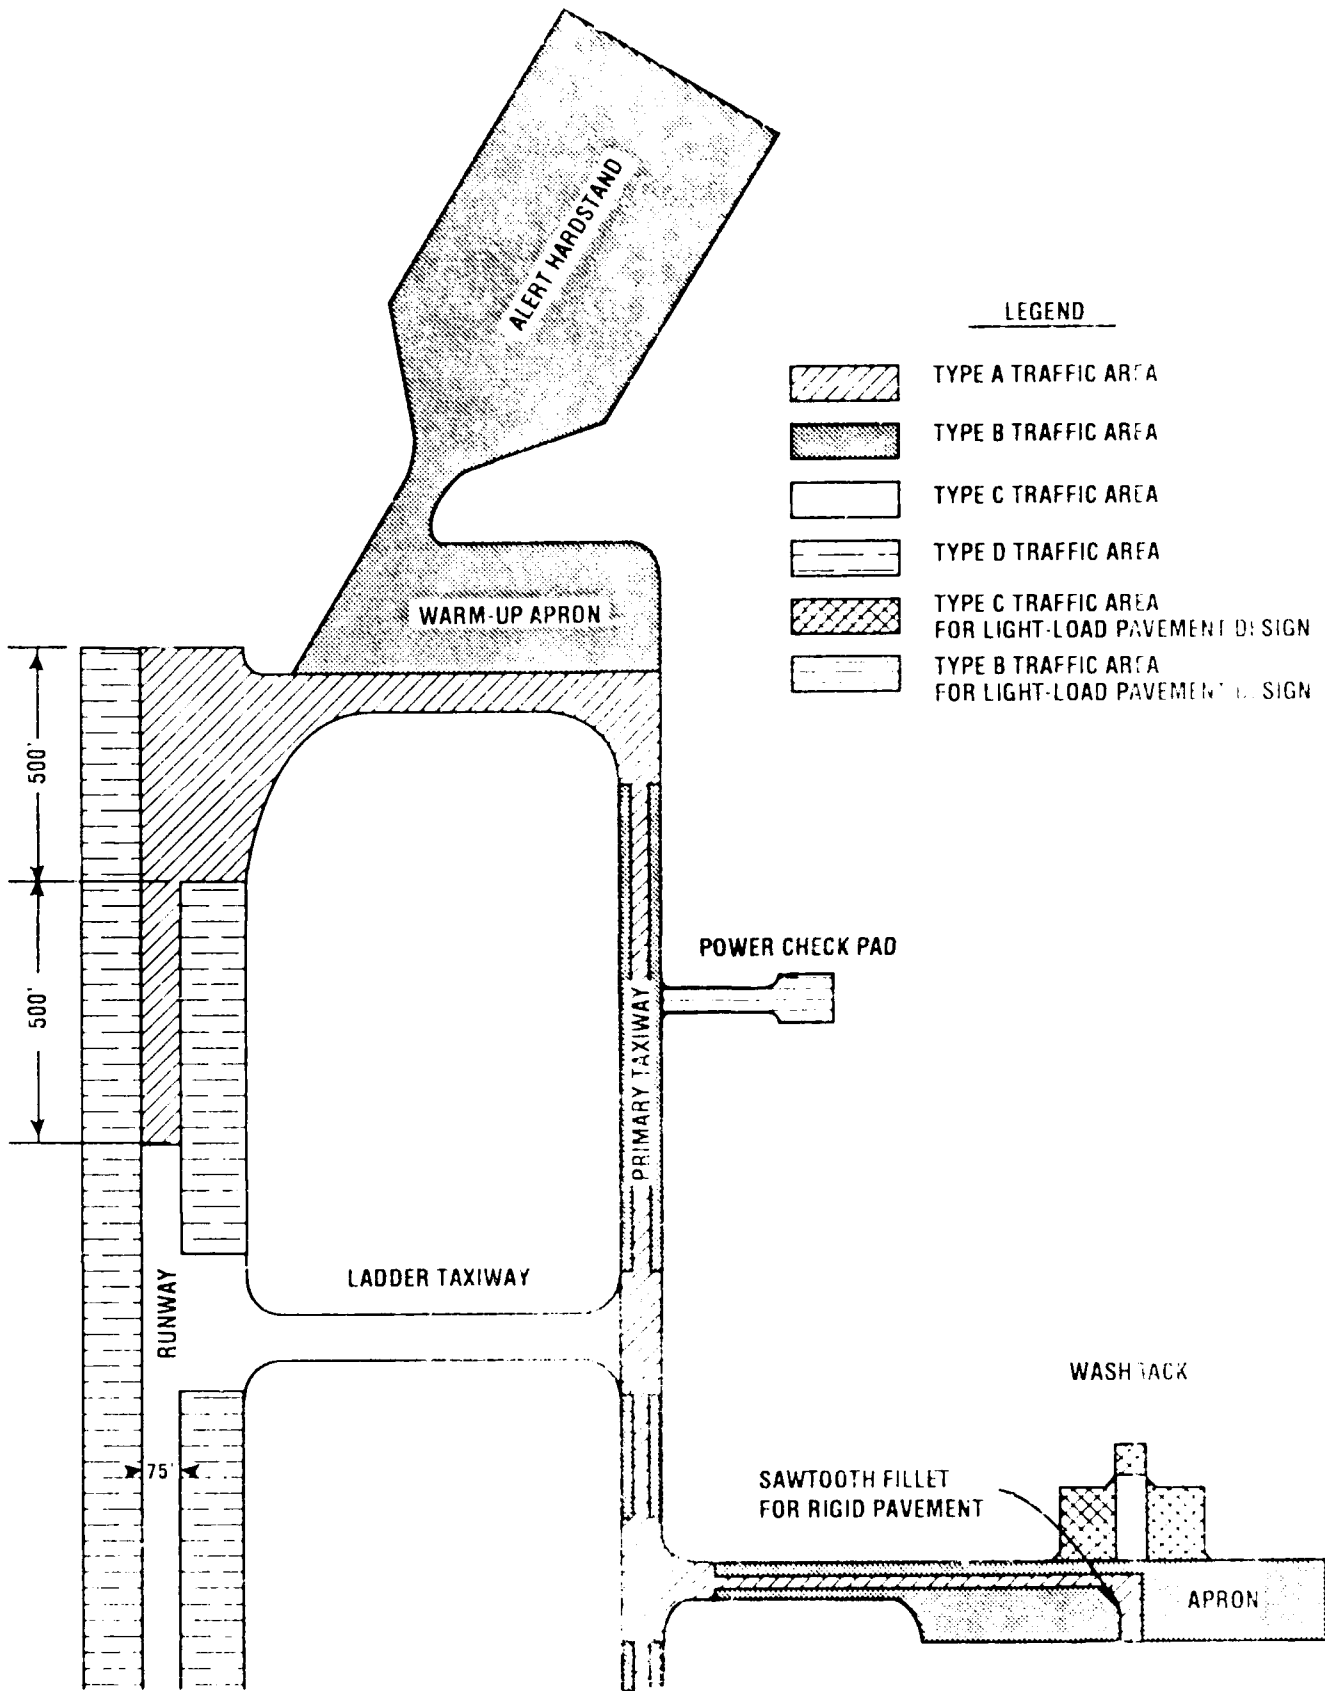 ALERT HARDSTAND
LEGEND
TYPE A TRAFFIC AREA
TYPE B TRAFFIC AREA
TYPE C TRAFFIC AREA
TYPE D TRAFFIC AREA
TYPE C TRAFFIC AREA
FOR LIGHT-LOAD PAVEMENT DESIGN
TYPE B TRAFFIC AREA
FOR LIGHT-LOAD PAVEMENT DESIGN
WARM-UP APRON
500'
500'
POWER CHECK PAD
PRIMARY TAXIWAY
LADDER TAXIWAY
RUNWAY
75'
WASH RACK
SAWTOOTH FILLET
FOR RIGID PAVEMENT
APRON